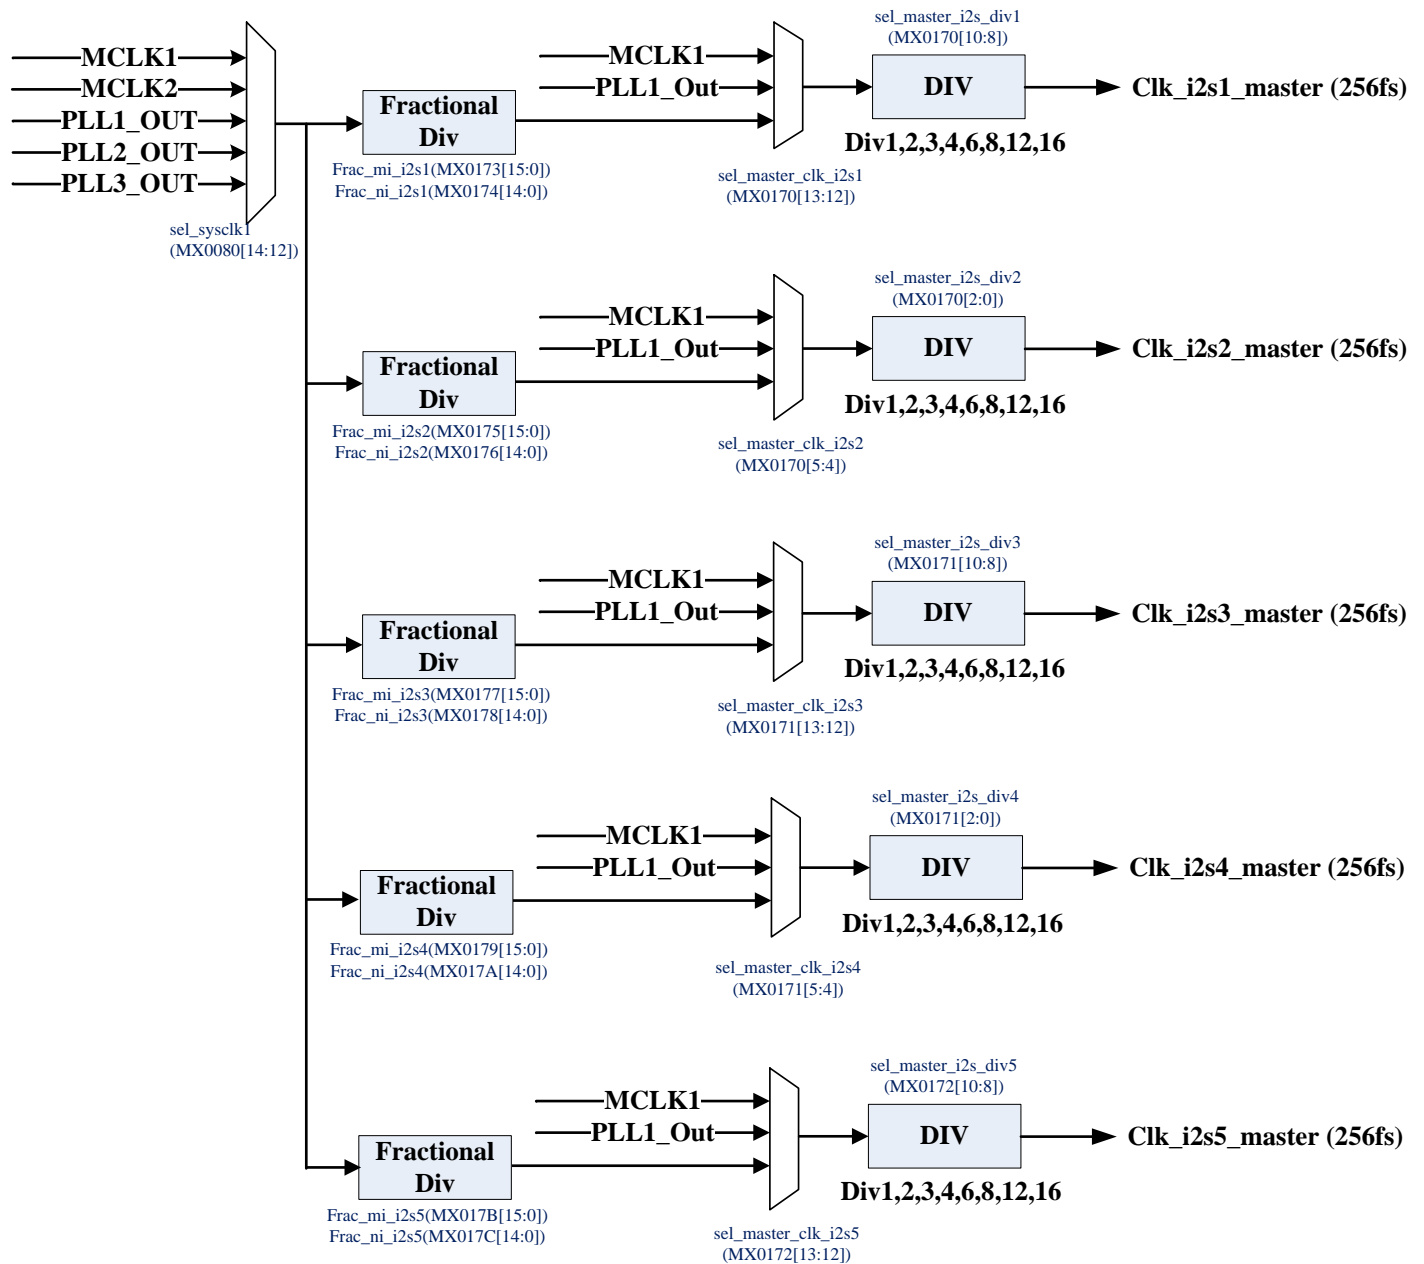 MCLK1
MCLK2
PLL1_OUT
PLL2_OUT
PLL3_OUT
sel_sysclk1
(MX0080[14:12])
Fractional
Div
Frac_mi_i2s1(MX0173[15:0])
Frac_ni_i2s1(MX0174[14:0])
MCLK1
PLL1_Out
sel_master_clk_i2s1
(MX0170[13:12])
sel_master_i2s_div1
(MX0170[10:8])
DIV
Div1,2,3,4,6,8,12,16
Clk_i2s1_master (256fs)
Fractional
Div
Frac_mi_i2s2(MX0175[15:0])
Frac_ni_i2s2(MX0176[14:0])
MCLK1
PLL1_Out
sel_master_clk_i2s2
(MX0170[5:4])
sel_master_i2s_div2
(MX0170[2:0])
DIV
Div1,2,3,4,6,8,12,16
Clk_i2s2_master (256fs)
Fractional
Div
Frac_mi_i2s3(MX0177[15:0])
Frac_ni_i2s3(MX0178[14:0])
MCLK1
PLL1_Out
sel_master_clk_i2s3
(MX0171[13:12])
sel_master_i2s_div3
(MX0171[10:8])
DIV
Div1,2,3,4,6,8,12,16
Clk_i2s3_master (256fs)
Fractional
Div
Frac_mi_i2s4(MX0179[15:0])
Frac_ni_i2s4(MX017A[14:0])
MCLK1
PLL1_Out
sel_master_clk_i2s4
(MX0171[5:4])
sel_master_i2s_div4
(MX0171[2:0])
DIV
Div1,2,3,4,6,8,12,16
Clk_i2s4_master (256fs)
Fractional
Div
Frac_mi_i2s5(MX017B[15:0])
Frac_ni_i2s5(MX017C[14:0])
MCLK1
PLL1_Out
sel_master_clk_i2s5
(MX0172[13:12])
sel_master_i2s_div5
(MX0172[10:8])
DIV
Div1,2,3,4,6,8,12,16
Clk_i2s5_master (256fs)